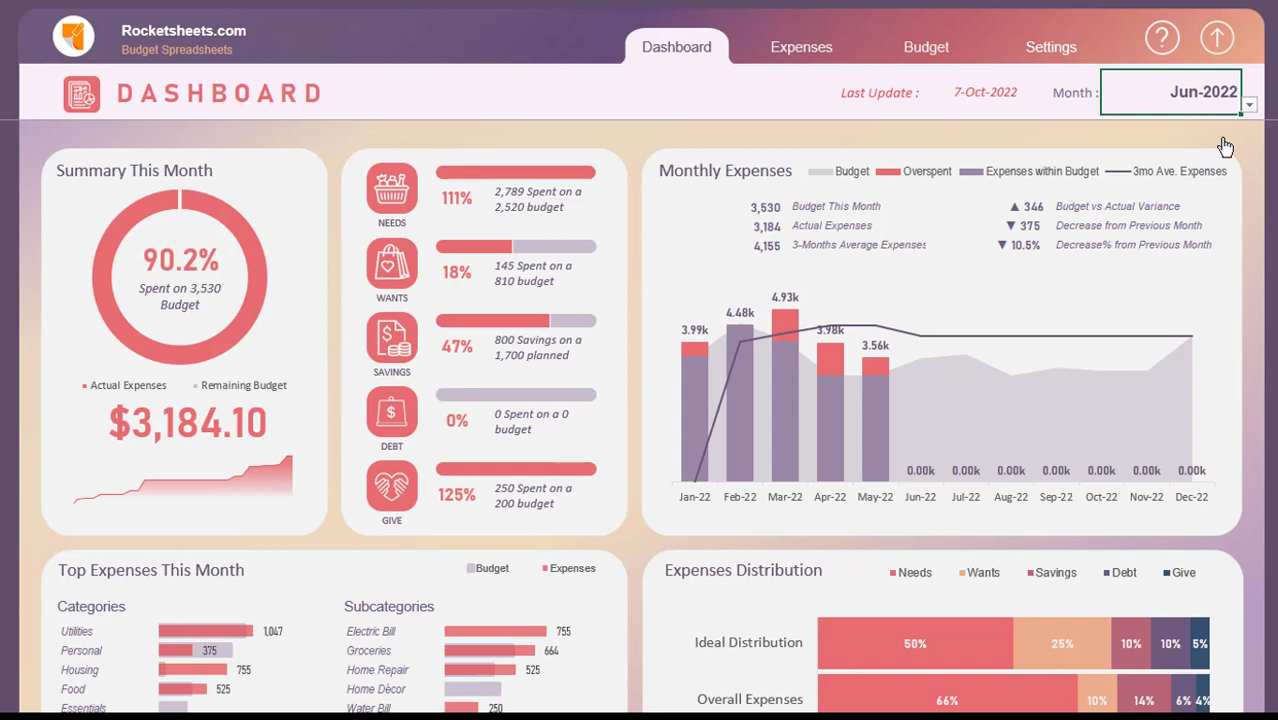 Rocketsheets.com
Budget Spreadsheets
Dashboard
Expenses
Budget
Settings
?
DASHBOARD
Last Update :
7-Oct-2022
Month :
Jun-2022
Summary This Month
90.2%
Spent on 3,530
Budget
Actual Expenses
Remaining Budget
$3,184.10
NEEDS
111%
2,789 Spent on a
2,520 budget
WANTS
18%
145 Spent on a
810 budget
SAVINGS
47%
800 Savings on a
1,700 planned
DEBT
0%
0 Spent on a 0
budget
GIVE
125%
250 Spent on a
200 budget
Monthly Expenses
Budget
Overspent
Expenses within Budget
3mo Ave. Expenses
3,530 Budget This Month
3,184 Actual Expenses
4,155 3-Months Average Expenses
▲ 346 Budget vs Actual Variance
▼ 375 Decrease from Previous Month
▼ 10.5% Decrease% from Previous Month
3.99k 4.48k 4.93k 3.98k 3.56k 0.00k 0.00k 0.00k 0.00k 0.00k 0.00k 0.00k
Jan-22 Feb-22 Mar-22 Apr-22 May-22 Jun-22 Jul-22 Aug-22 Sep-22 Oct-22 Nov-22 Dec-22
Top Expenses This Month
Budget
Expenses
Categories
Utilities 1,047
Personal 375
Housing 755
Food 525
Essentials
Subcategories
Electric Bill 755
Groceries 664
Home Repair 525
Home Décor
Water Bill 250
Expenses Distribution
Needs
Wants
Savings
Debt
Give
Ideal Distribution 50% 25% 10% 10% 5%
Overall Expenses 66% 10% 14% 6% 4%